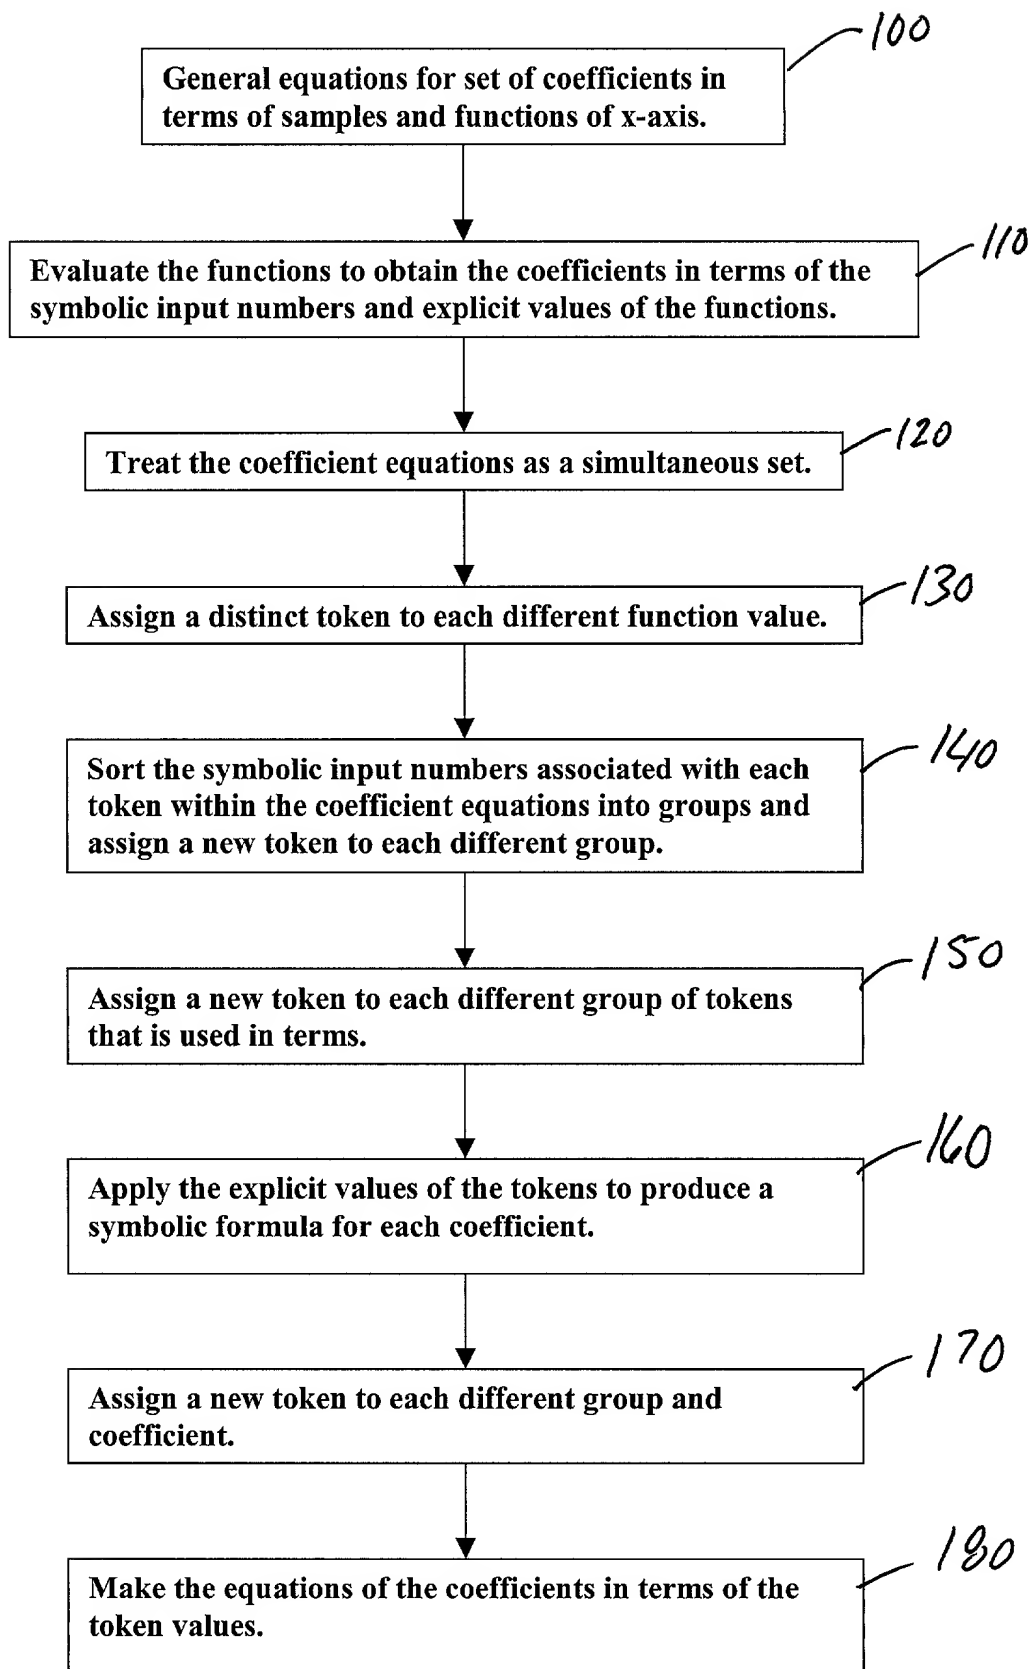 100
General equations for set of coefficients in
terms of samples and functions of x-axis.
110
Evaluate the functions to obtain the coefficients in terms of the
symbolic input numbers and explicit values of the functions.
120
Treat the coefficient equations as a simultaneous set.
130
Assign a distinct token to each different function value.
140
Sort the symbolic input numbers associated with each
token within the coefficient equations into groups and
assign a new token to each different group.
150
Assign a new token to each different group of tokens
that is used in terms.
160
Apply the explicit values of the tokens to produce a
symbolic formula for each coefficient.
170
Assign a new token to each different group and
coefficient.
180
Make the equations of the coefficients in terms of the
token values.